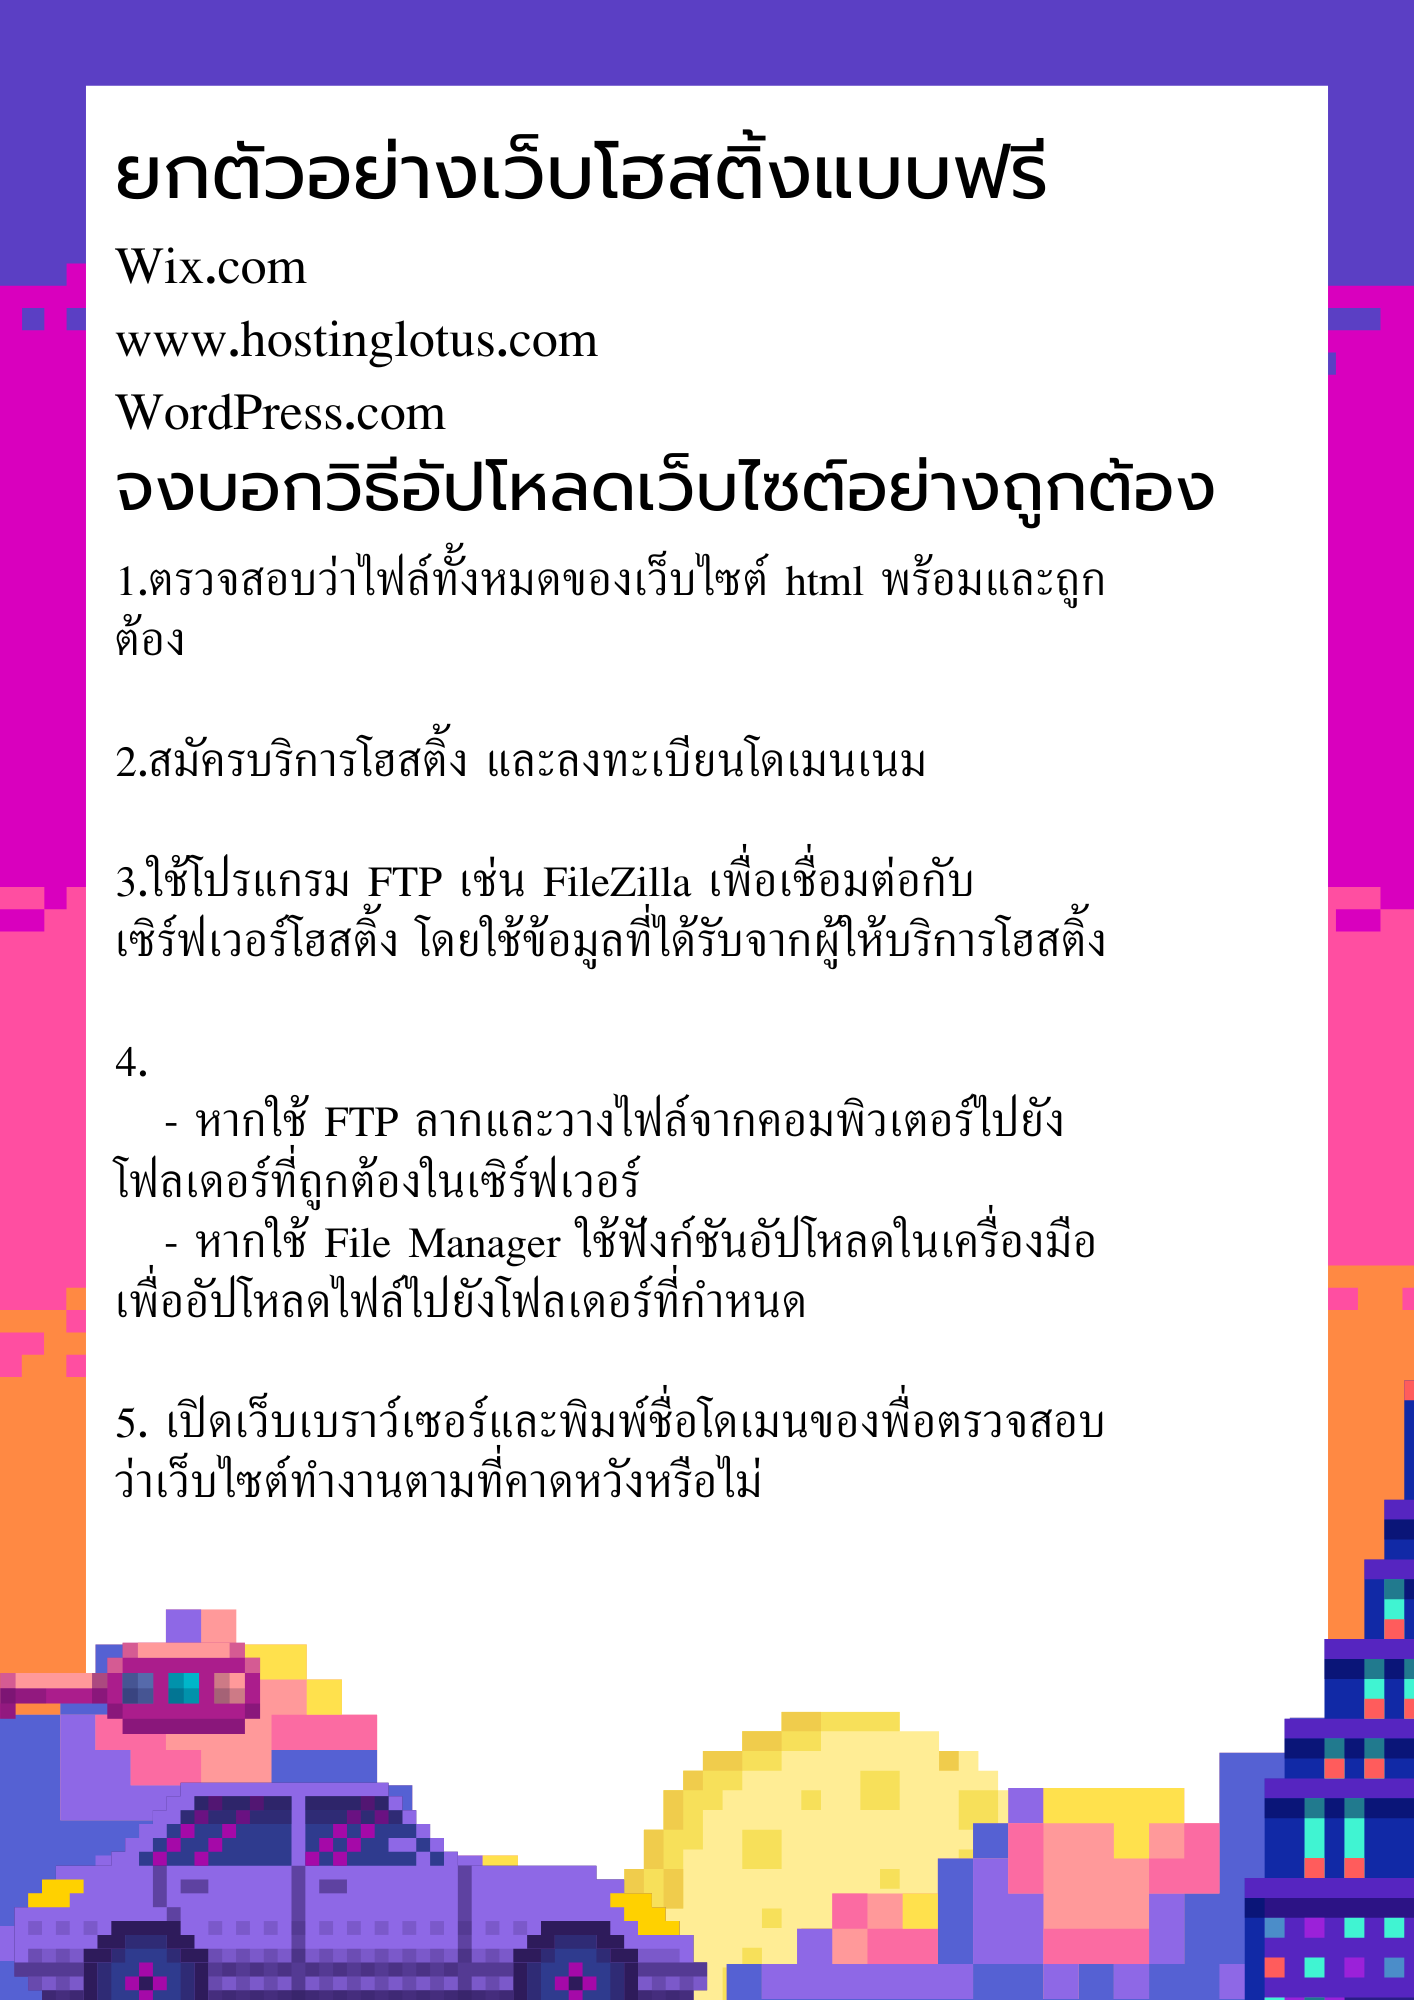 ยกตัวอย่างเว็บโฮสติ้งแบบฟรี
Wix.com
www.hostinglotus.com
WordPress.com
จงบอกวิธีอัปโหลดเว็บไซต์อย่างถูกต้อง
1.ตรวจสอบว่าไฟล์ทั้งหมดของเว็บไซต์ html พร้อมและถูก
ต้อง
2.สมัครบริการโฮสติ้ง และลงทะเบียนโดเมนเนม
3.ใช้โปรแกรม FTP เช่น FileZilla เพื่อเชื่อมต่อกับ
เซิร์ฟเวอร์โฮสติ้ง โดยใช้ข้อมูลที่ได้รับจากผู้ให้บริการโฮสติ้ง
4.
- หากใช้ FTP ลากและวางไฟล์จากคอมพิวเตอร์ไปยัง
โฟลเดอร์ที่ถูกต้องในเซิร์ฟเวอร์
- หากใช้ File Manager ใช้ฟังก์ชันอัปโหลดในเครื่องมือ
เพื่ออัปโหลดไฟล์ไปยังโฟลเดอร์ที่กำหนด
5. เปิดเว็บเบราว์เซอร์และพิมพ์ชื่อโดเมนของพื่อตรวจสอบ
ว่าเว็บไซต์ทำงานตามที่คาดหวังหรือไม่